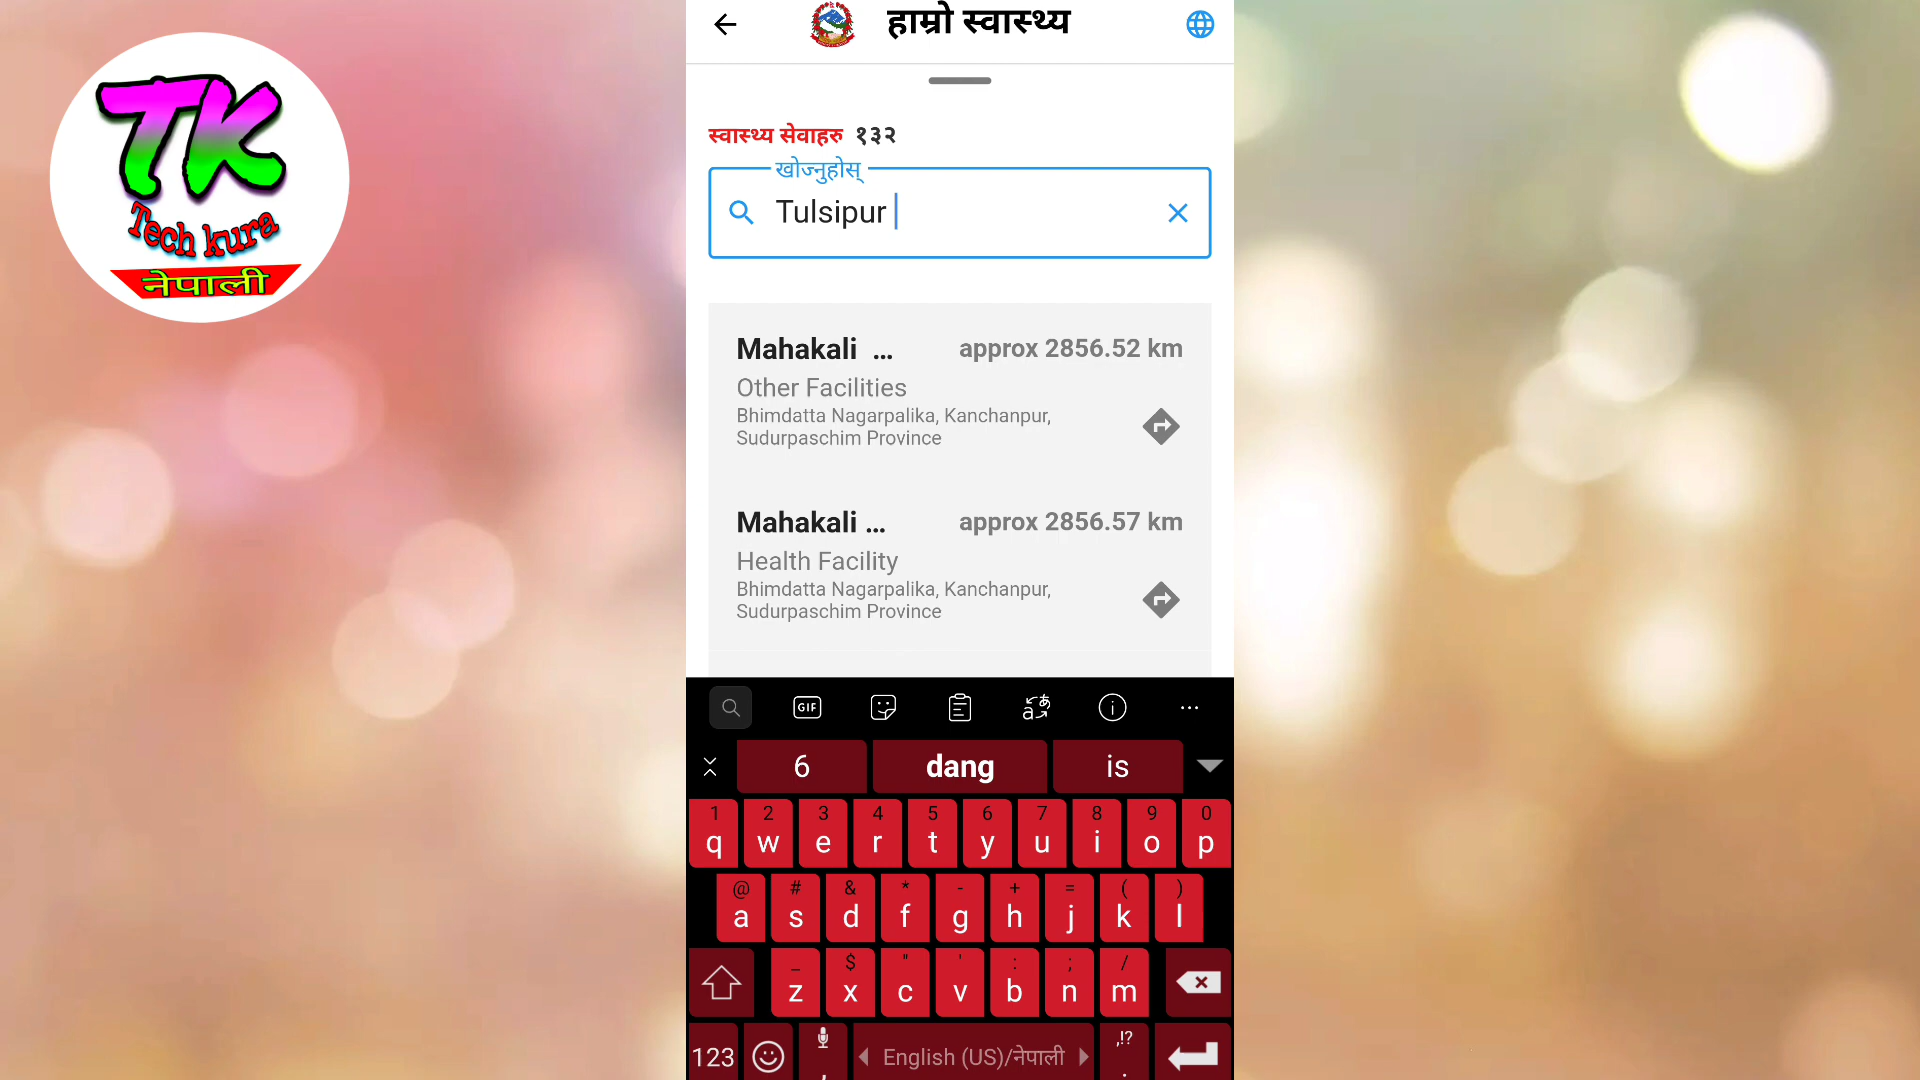 TK
Tech kura
नेपाली
हाम्रो स्वास्थ्य
स्वास्थ्य सेवाहरु १३२
खोज्नुहोस्
Tulsipur
Mahakali ... approx 2856.52 km
Other Facilities
Bhimdatta Nagarpalika, Kanchanpur,
Sudurpaschim Province
Mahakali ... approx 2856.57 km
Health Facility
Bhimdatta Nagarpalika, Kanchanpur,
Sudurpaschim Province
GIF
6 dang is
1 2 3 4 5 6 7 8 9 0
q w e r t y u i o p
@ # & * - + = ( )
a s d f g h j k l
_ $ " ' : ; /
z x c v b n m
,!?
123 , English (US)/नेपाली .